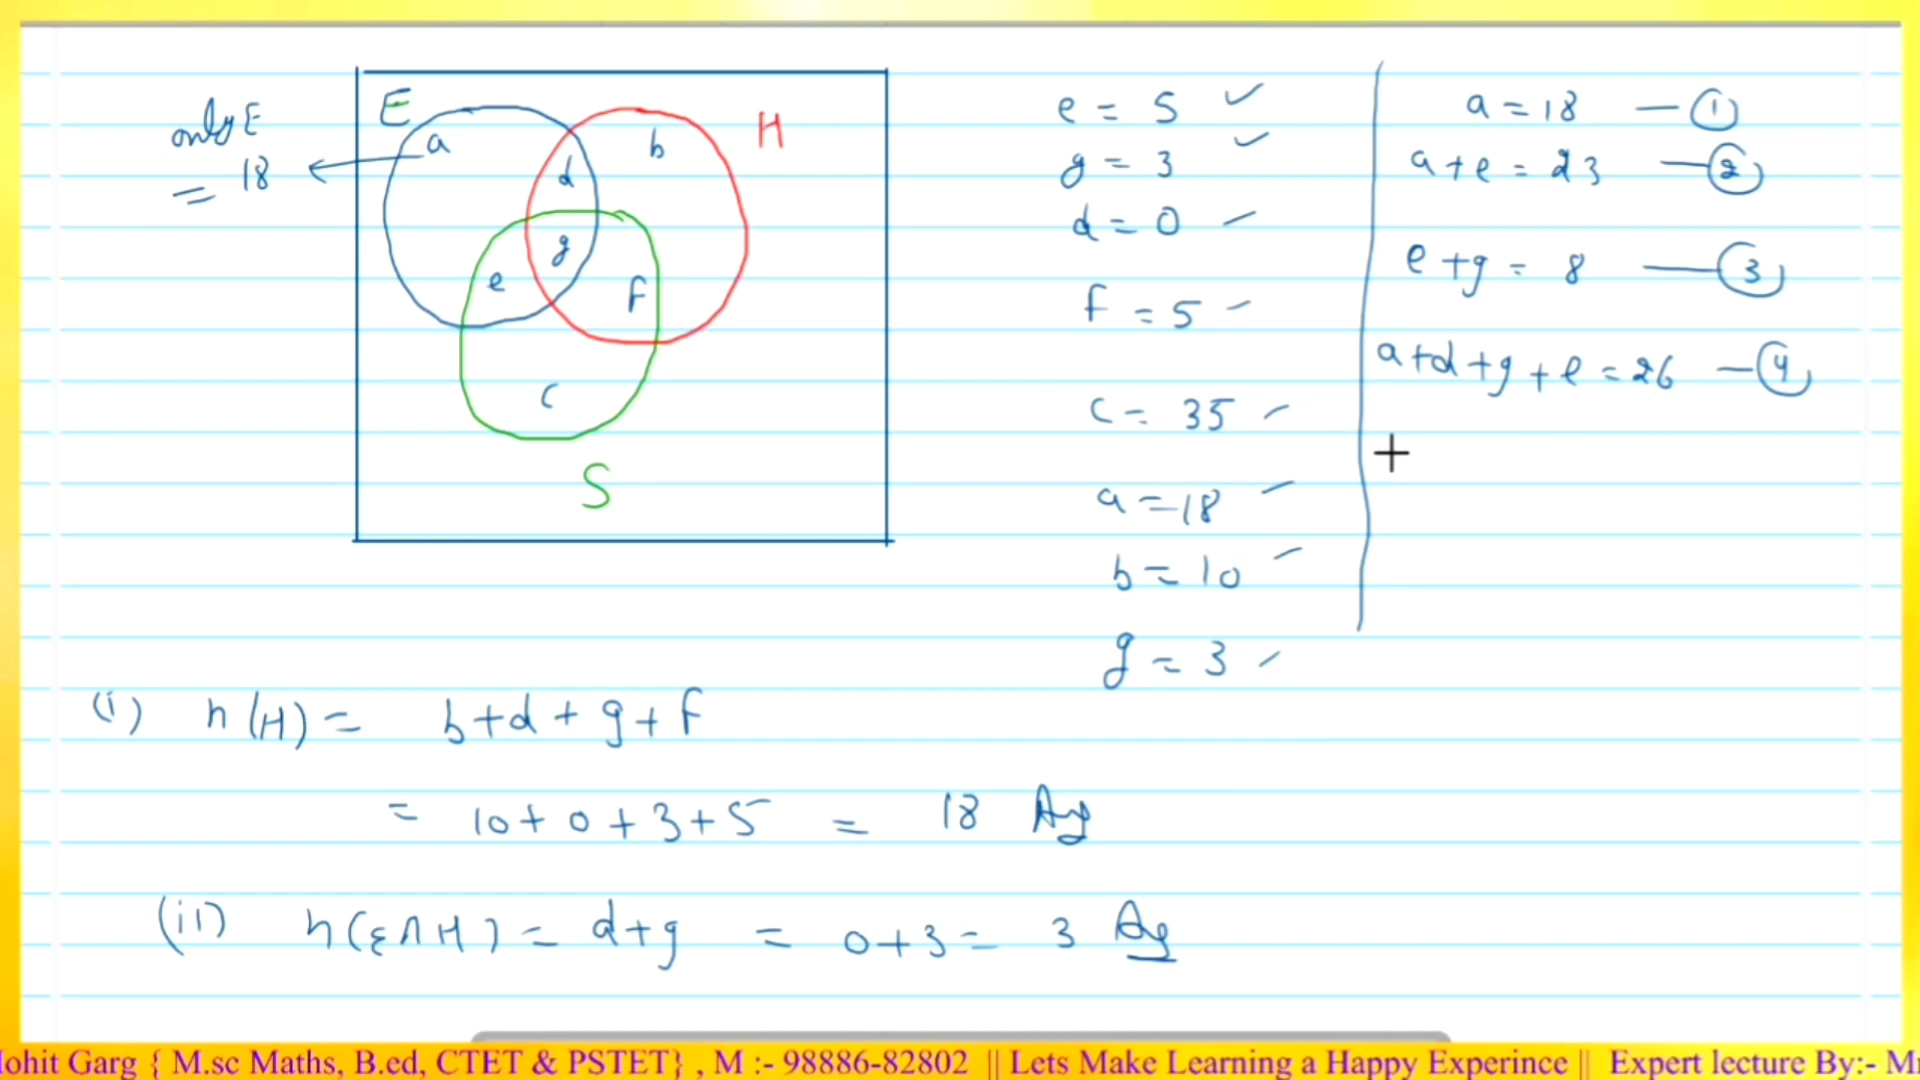 only E
= 18
E
a
d
b
H
g
e
f
c
S
e = 5 ✓
g = 3 ✓
d = 0
f = 5
c = 35
a = 18
b = 10
g = 3
a = 18 — ①
a + e = 23 — ②
e + g = 8 — ③
a + d + g + e = 26 — ④
(i) n(H) = b + d + g + f
= 10 + 0 + 3 + 5 = 18 Ans
(ii) n(E ∩ H) = d + g = 0 + 3 = 3 Ans
ohit Garg { M.sc Maths, B.ed, CTET & PSTET} , M :- 98886-82802 || Lets Make Learning a Happy Experince || Expert lecture By:- M